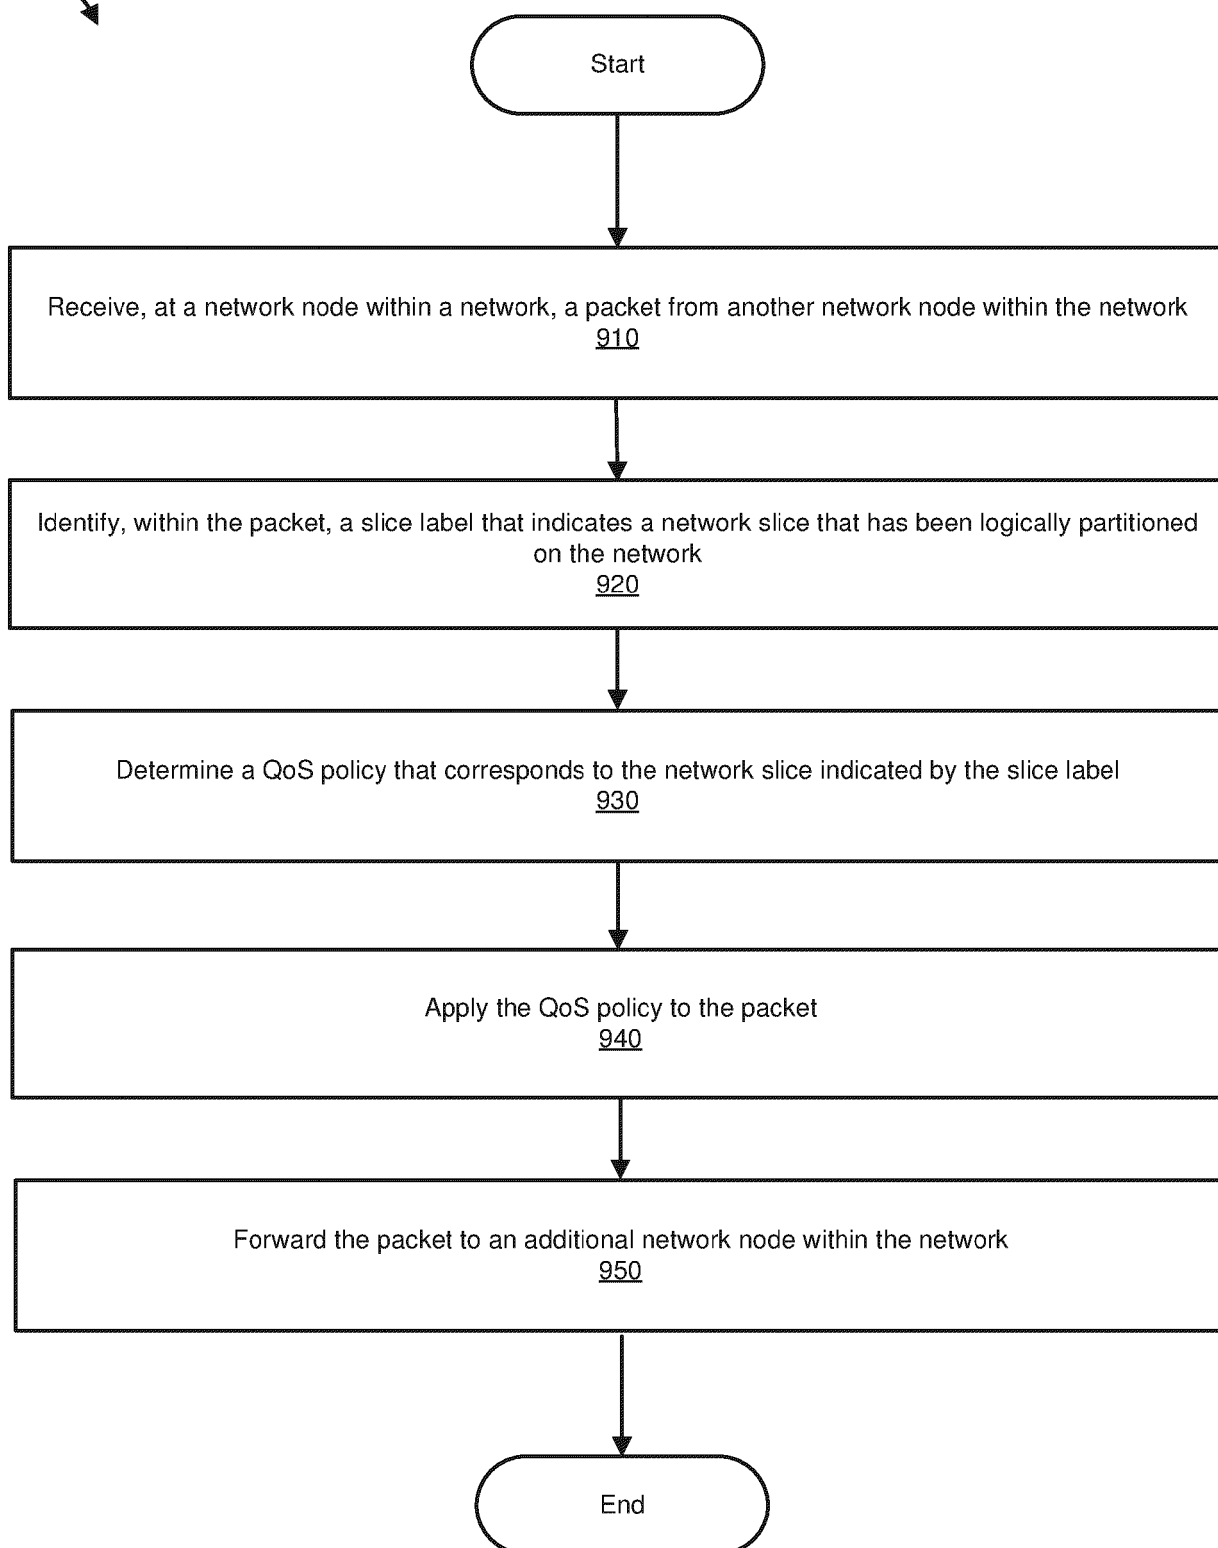 Start
Receive, at a network node within a network, a packet from another network node within the network
910
Identify, within the packet, a slice label that indicates a network slice that has been logically partitioned
on the network
920
Determine a QoS policy that corresponds to the network slice indicated by the slice label
930
Apply the QoS policy to the packet
940
Forward the packet to an additional network node within the network
950
End